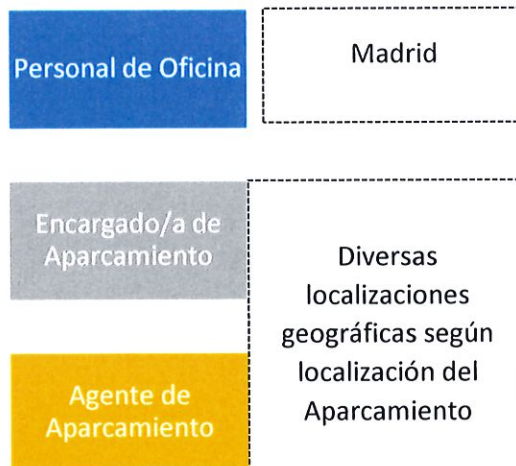 Personal de Oficina
Madrid
Encargado/a de
Aparcamiento
Agente de
Aparcamiento
Diversas
localizaciones
geográficas según
localización del
Aparcamiento